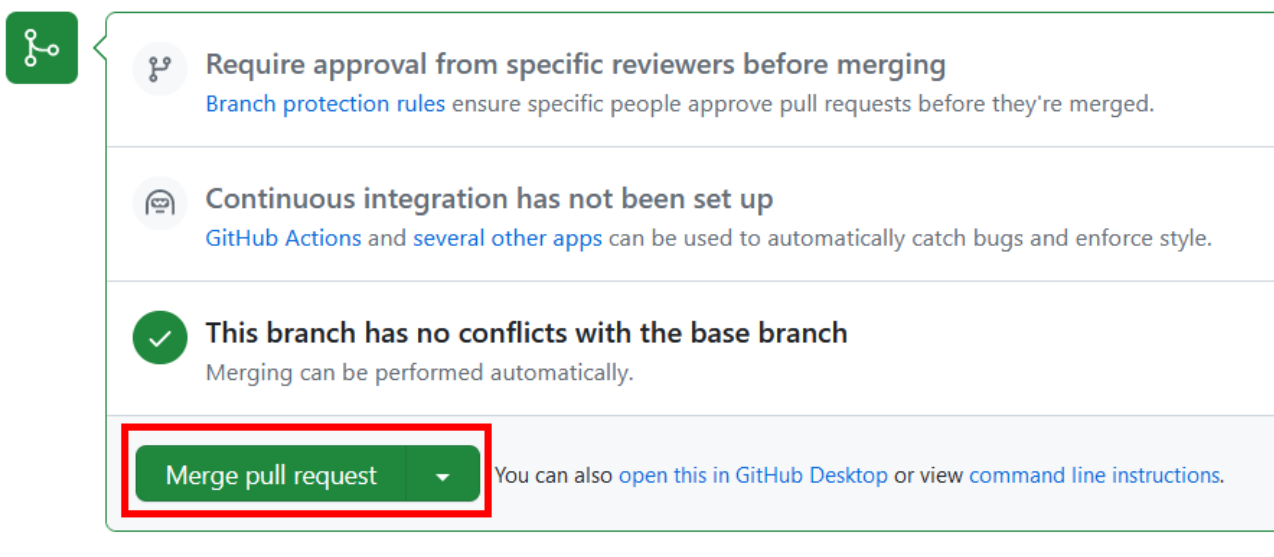 Require approval from specific reviewers before merging
Branch protection rules ensure specific people approve pull requests before they're merged.
Continuous integration has not been set up
GitHub Actions and several other apps can be used to automatically catch bugs and enforce style.
This branch has no conflicts with the base branch
Merging can be performed automatically.
Merge pull request
You can also open this in GitHub Desktop or view command line instructions.